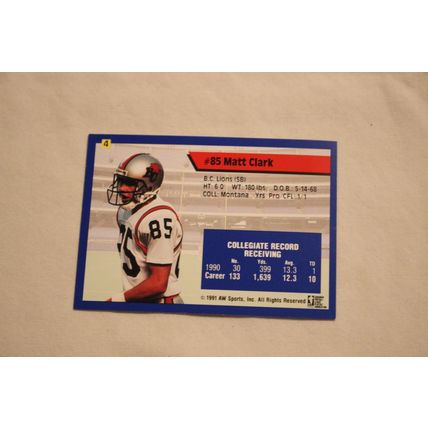 4
#85 Matt Clark
B.C. Lions (SB)
HT: 6 0 WT: 180 lbs. D.O.B. 5-14-68
COLL: Montana Yrs Pro/CFL: 1/1
COLLEGIATE RECORD
RECEIVING
No. Yds. Avg. TD
1990 30 399 13.3 1
Career 133 1,639 12.3 10
© 1991 AW Sports, Inc. All Rights Reserved
85
85